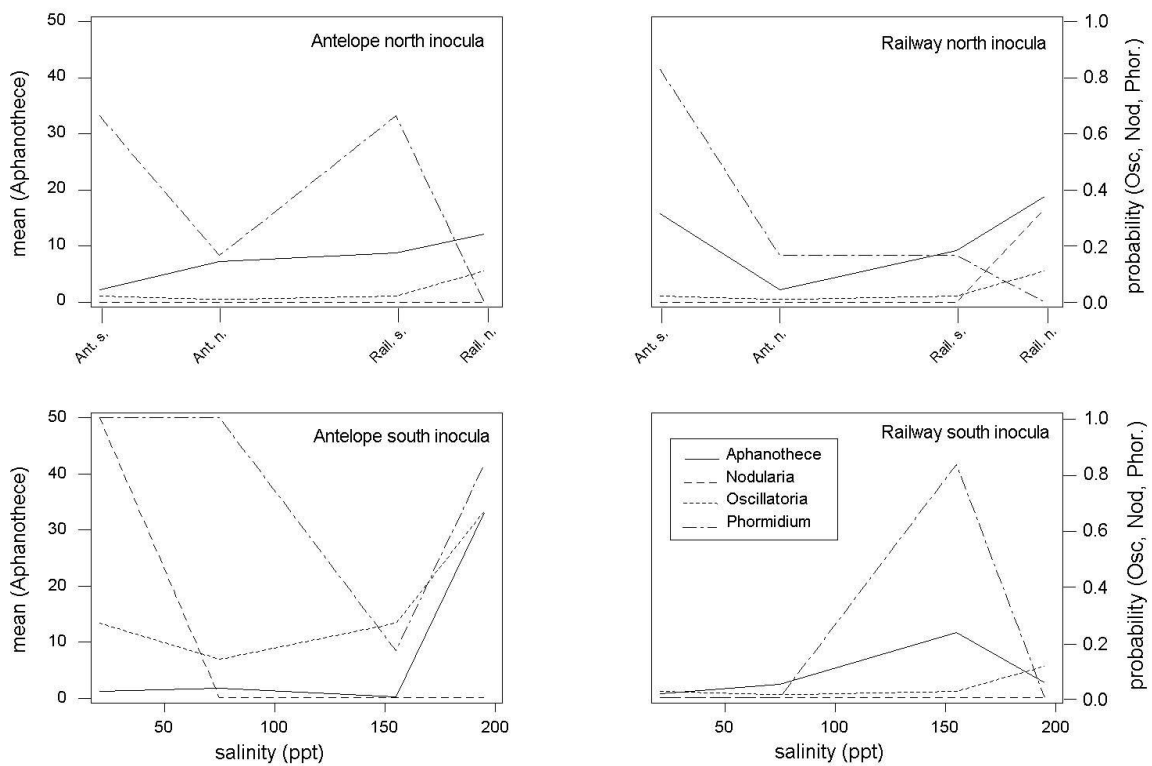 Antelope north inocula
mean (Aphanothece)
50
40
30
20
10
0
Ant. s.
Ant. n.
Rail. s.
Rail. n.
Railway north inocula
1.0
0.8
0.6
0.4
0.2
0.0
probability (Osc, Nod, Phor.)
Ant. s.
Ant. n.
Rail. s.
Rail. n.
Antelope south inocula
mean (Aphanothece)
50
40
30
20
10
0
50
100
150
200
salinity (ppt)
Railway south inocula
Aphanothece
Nodularia
Oscillatoria
Phormidium
1.0
0.8
0.6
0.4
0.2
0.0
probability (Osc, Nod, Phor.)
50
100
150
200
salinity (ppt)